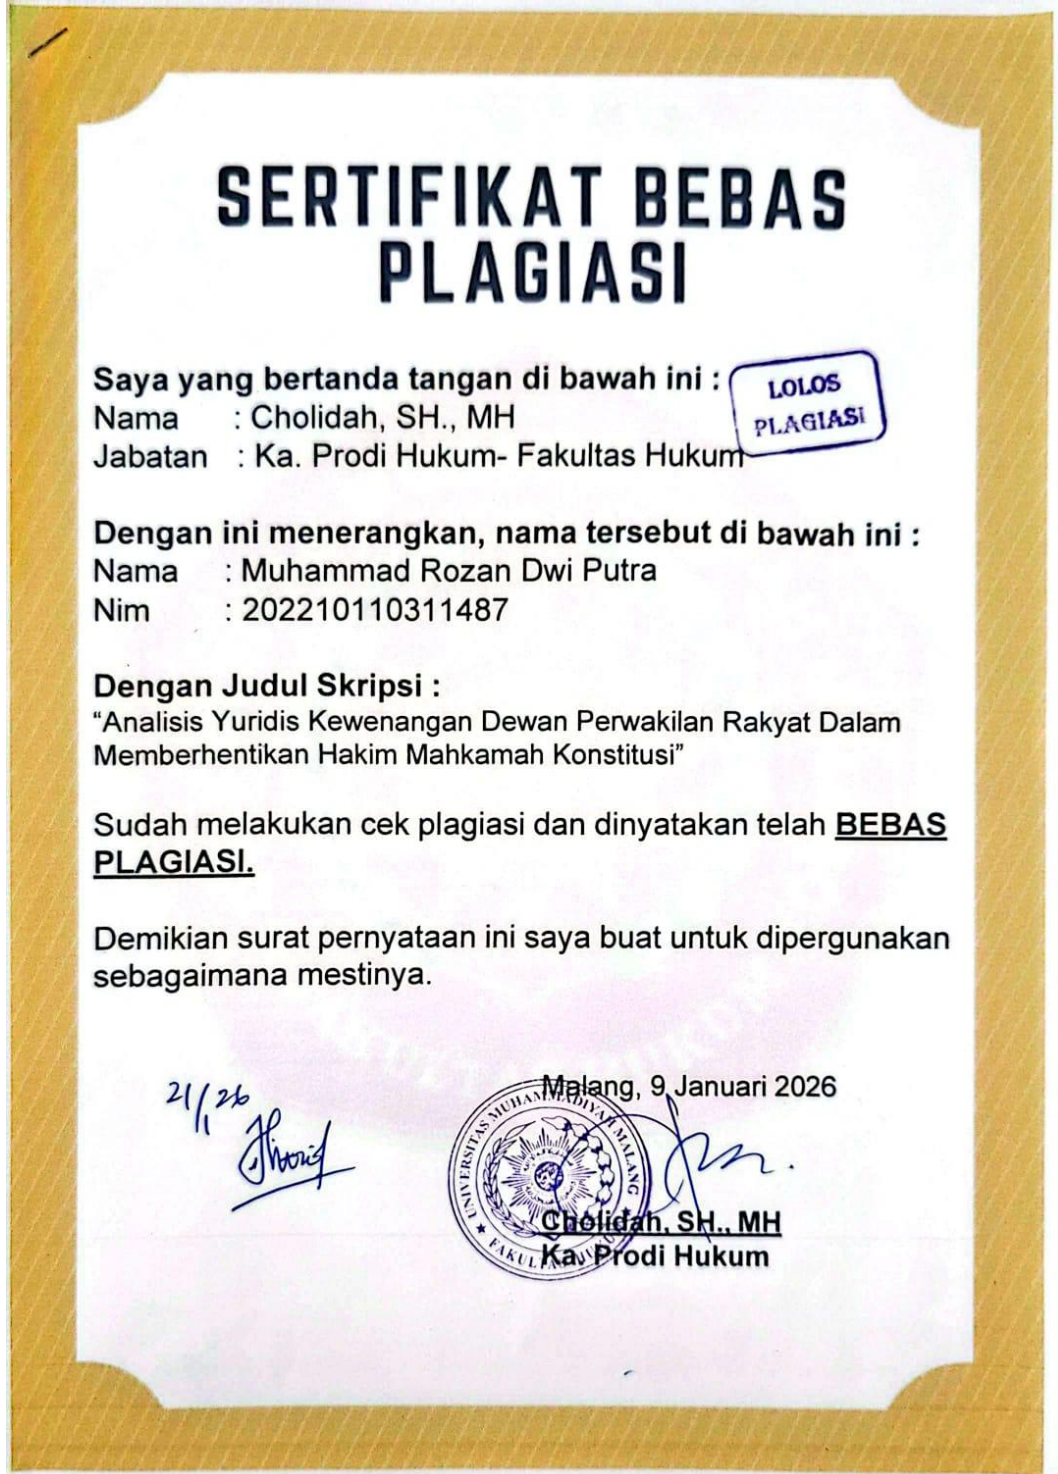 SERTIFIKAT BEBAS
PLAGIASI
Saya yang bertanda tangan di bawah ini :
LOLOS
PLAGIASI
Nama : Cholidah, SH., MH
Jabatan : Ka. Prodi Hukum- Fakultas Hukum
Dengan ini menerangkan, nama tersebut di bawah ini :
Nama : Muhammad Rozan Dwi Putra
Nim : 202210110311487
Dengan Judul Skripsi :
“Analisis Yuridis Kewenangan Dewan Perwakilan Rakyat Dalam
Memberhentikan Hakim Mahkamah Konstitusi”
Sudah melakukan cek plagiasi dan dinyatakan telah BEBAS
PLAGIASI.
Demikian surat pernyataan ini saya buat untuk dipergunakan
sebagaimana mestinya.
21/1 26
Malang, 9 Januari 2026
UNIVERSITAS MUHAMMADIYAH MALANG
FAKULTAS HUKUM
Cholidah, SH., MH
Ka. Prodi Hukum